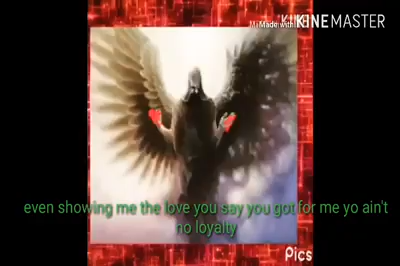 Made with KINEMASTER
even showing me the love you say you got for me yo ain't
no loyalty
Pics